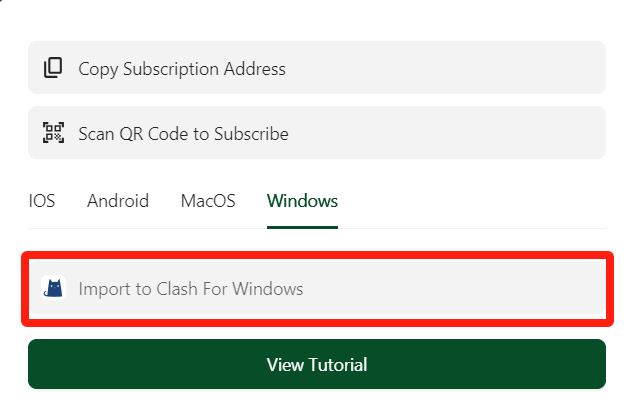 Copy Subscription Address
Scan QR Code to Subscribe
IOS Android MacOS Windows
Import to Clash For Windows
View Tutorial